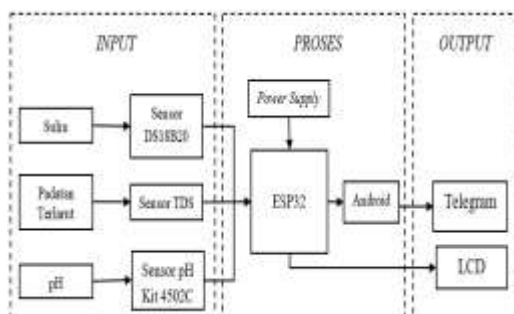 INPUT
PROSES
OUTPUT
Suhu
Sensor
DS18B20
Padatan
Terlarut
Sensor TDS
pH
Sensor pH
Kit 4502C
Power Supply
ESP32
Android
Telegram
LCD